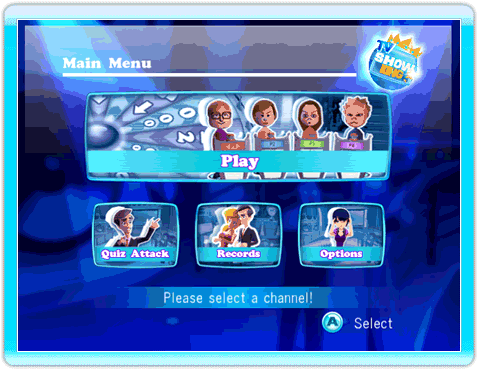 Main Menu
TV
SHOW
KING
Play
Quiz Attack
Records
Options
Please select a channel!
A Select